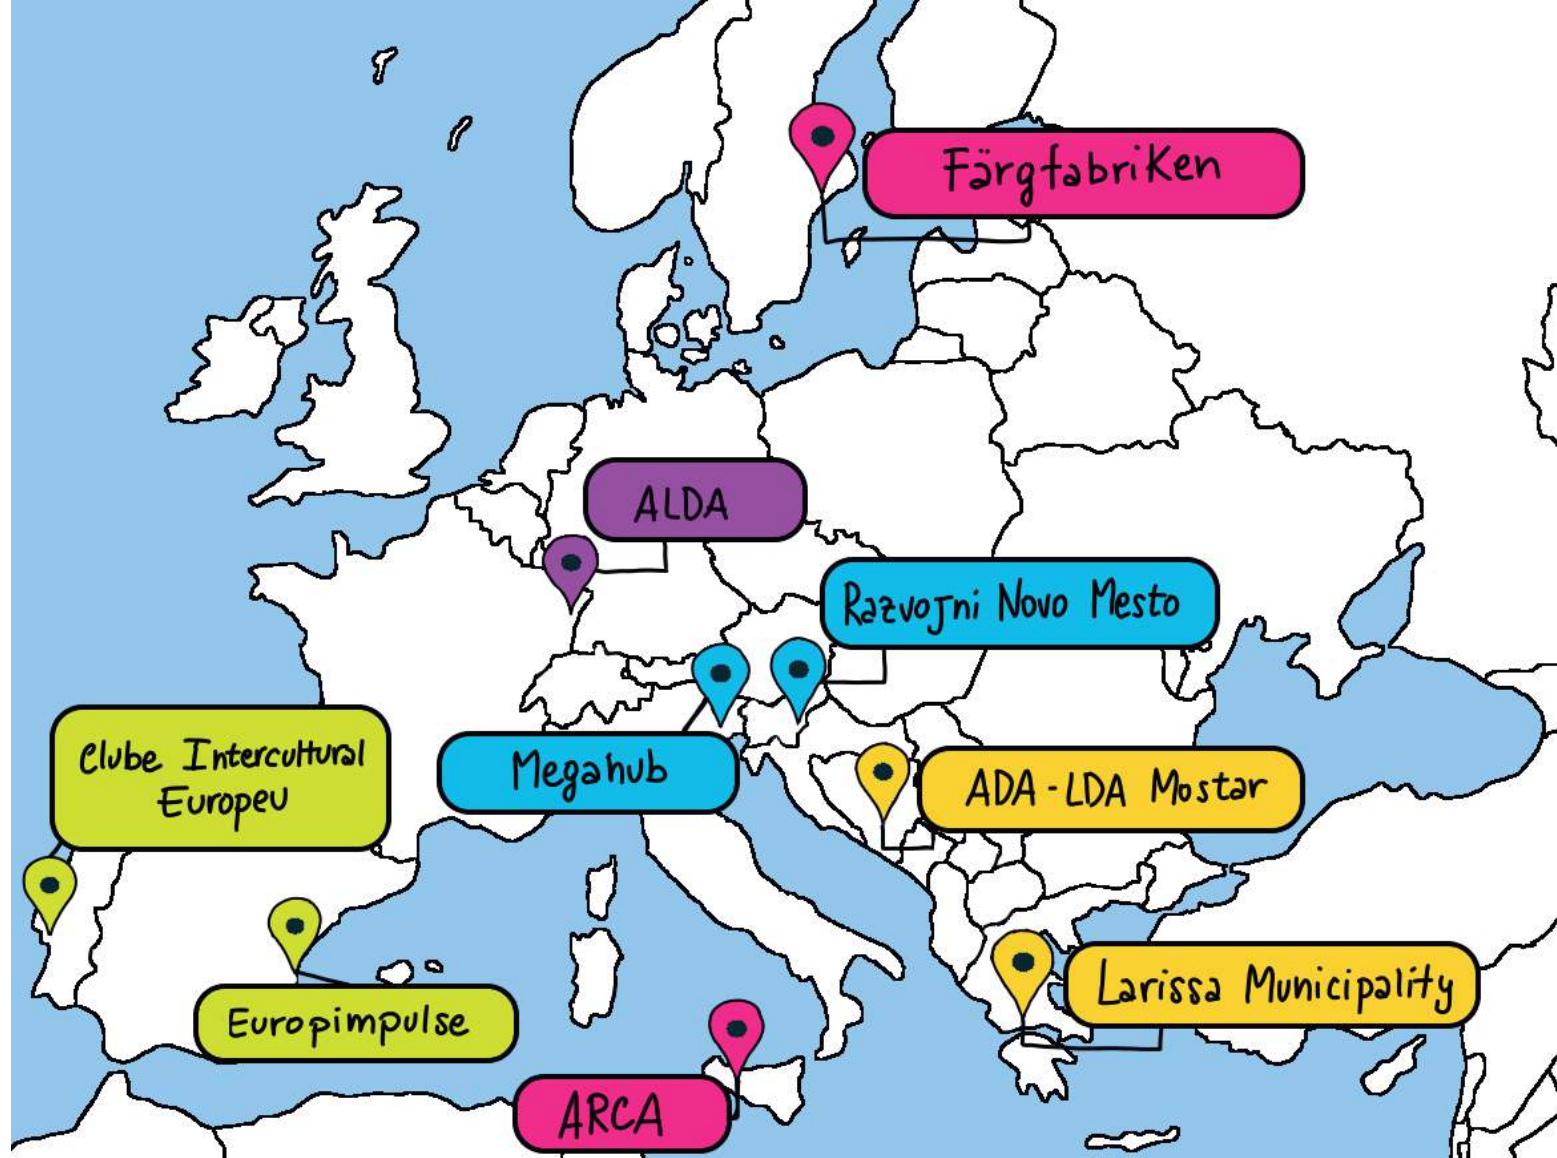 Färgfabriken
ALDA
Razvojni Novo Mesto
Clube Intercultural
Europeu
Megahub
ADA-LDA Mostar
Larissa Municipality
Europimpulse
ARCA